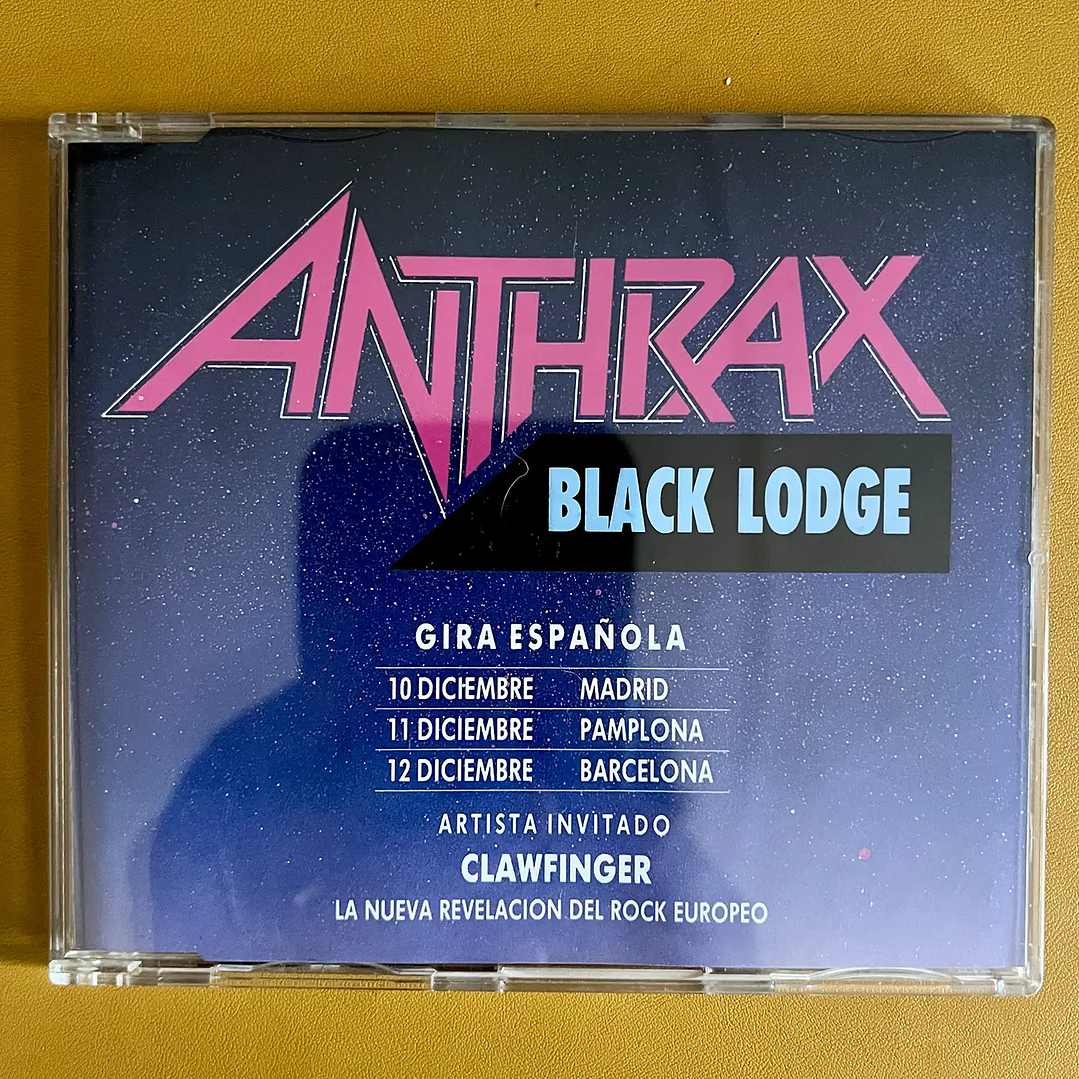 ANTHRAX
BLACK LODGE
GIRA ESPAÑOLA
10 DICIEMBRE MADRID
11 DICIEMBRE PAMPLONA
12 DICIEMBRE BARCELONA
ARTISTA INVITADO
CLAWFINGER
LA NUEVA REVELACION DEL ROCK EUROPEO